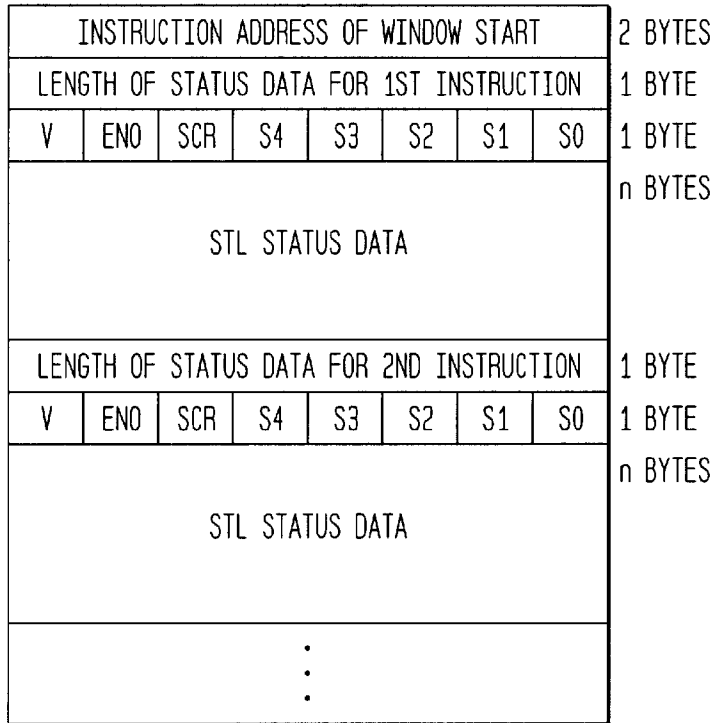 INSTRUCTION ADDRESS OF WINDOW START 2 BYTES
LENGTH OF STATUS DATA FOR 1ST INSTRUCTION 1 BYTE
V ENO SCR S4 S3 S2 S1 S0 1 BYTE
n BYTES
STL STATUS DATA
LENGTH OF STATUS DATA FOR 2ND INSTRUCTION 1 BYTE
V ENO SCR S4 S3 S2 S1 S0 1 BYTE
n BYTES
STL STATUS DATA